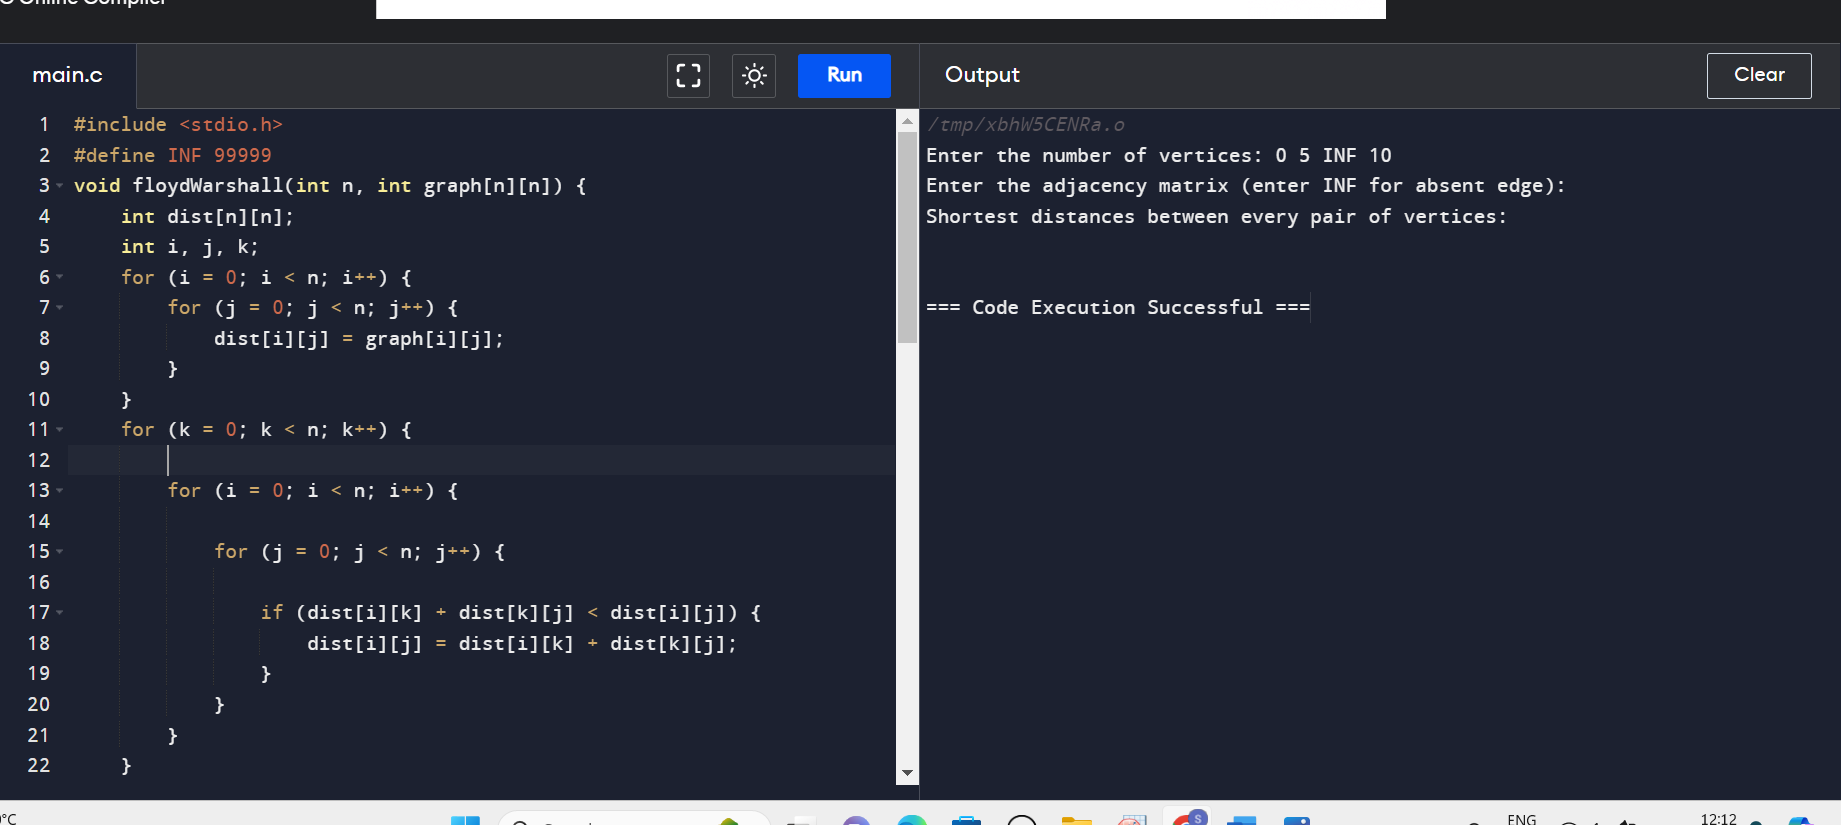 Online Compiler
main.c
Run
Output
Clear
1 #include <stdio.h>
2 #define INF 99999
3 void floydWarshall(int n, int graph[n][n]) {
4 int dist[n][n];
5 int i, j, k;
6 for (i = 0; i < n; i++) {
7 for (j = 0; j < n; j++) {
8 dist[i][j] = graph[i][j];
9 }
10 }
11 for (k = 0; k < n; k++) {
12
13 for (i = 0; i < n; i++) {
14
15 for (j = 0; j < n; j++) {
16
17 if (dist[i][k] + dist[k][j] < dist[i][j]) {
18 dist[i][j] = dist[i][k] + dist[k][j];
19 }
20 }
21 }
22 }
/tmp/xbhW5CENRa.o
Enter the number of vertices: 0 5 INF 10
Enter the adjacency matrix (enter INF for absent edge):
Shortest distances between every pair of vertices:
=== Code Execution Successful ===
°C
S
ENG
12:12